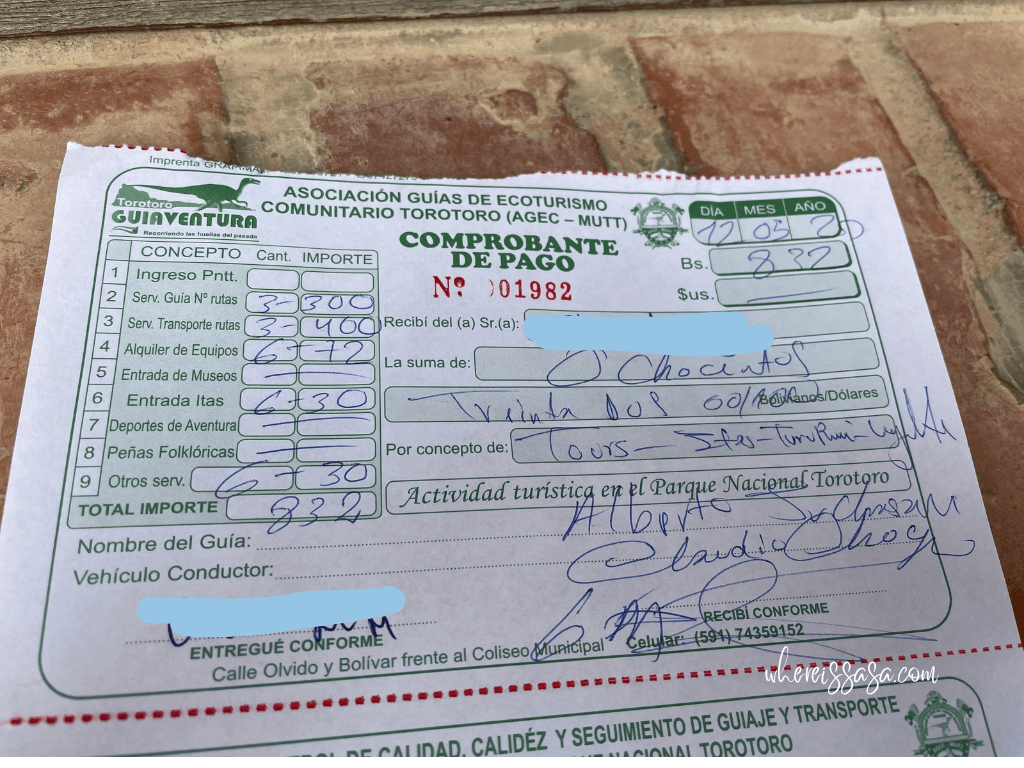 Imprenta GRAPIMA
Torotoro
GUIAVENTURA
Recorriendo las huellas del pasado
ASOCIACIÓN GUÍAS DE ECOTURISMO
COMUNITARIO TOROTORO (AGEC – MUTT)
COMPROBANTE
DE PAGO
Nº 01982
DÍA MES AÑO
12 05
Bs. 832
$us. —
CONCEPTO Cant. IMPORTE
1 Ingreso Pntt.
2 Serv. Guía Nº rutas 3 - 300
3 Serv. Transporte rutas 3 - 400
4 Alquiler de Equipos 6 - 72
5 Entrada de Museos — —
6 Entrada Itas 6 - 30
7 Deportes de Aventura — —
8 Peñas Folklóricas — —
9 Otros serv. 6 - 30
TOTAL IMPORTE 832
Recibí del (a) Sr.(a):
La suma de: Ochocientos
Treinta Dos 00/100 Bolivianos/Dólares
Por concepto de: Tours —
Actividad turística en el Parque Nacional Torotoro
Nombre del Guía: Alberto
Vehículo Conductor: Claudio
ENTREGUÉ CONFORME
RECIBÍ CONFORME
Calle Olvido y Bolívar frente al Coliseo Municipal Celular: (591) 74359152
whereissasa.com
DE CALIDAD, CALIDÉZ Y SEGUIMIENTO DE GUIAJE Y TRANSPORTE
NACIONAL TOROTORO